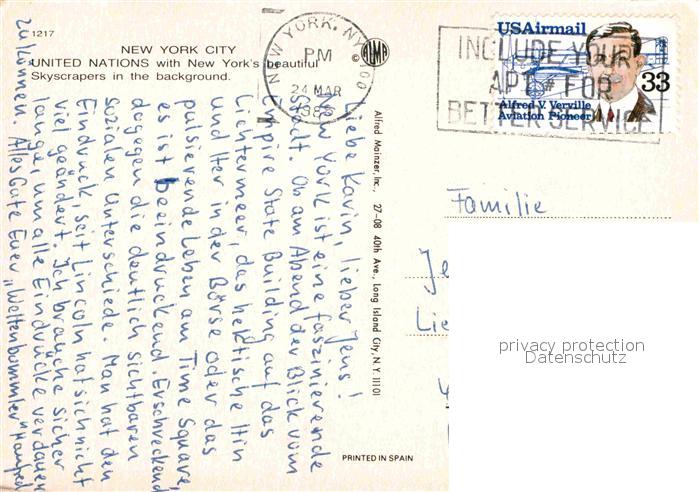 1217
NEW YORK CITY
UNITED NATIONS with New York's beautiful
Skyscrapers in the background.
Liebe Karin, lieber Jens!
New York ist eine faszinierende
Stadt. Ob am Abend der Blick vom
Empire State Building auf das
Lichtermeer, das hektische Hin
und Her in der Börse oder das
pulsierende Leben am Time Square,
es ist beeindruckend. Erschreckend
dagegen die deutlich sichtbaren
sozialen Unterschiede. Man hat den
Eindruck, seit Lincoln hat sich nicht
viel geändert. Ich brauche sicher
lange, um alle Eindrücke verdauen
zu können. Alles Gute Euer „Weltenbummler" Manfred
© ALMA
Alfred Mainzer, Inc., 27-08 40th Ave., Long Island City, N.Y. 11101
PRINTED IN SPAIN
NEW YORK, NY 100
PM
24 MAR
INCLUDE YOUR
APT # FOR
BETTER SERVICE
USAirmail
33
Alfred V. Verville
Aviation Pioneer
Familie
Je
Lie
privacy protection
Datenschutz